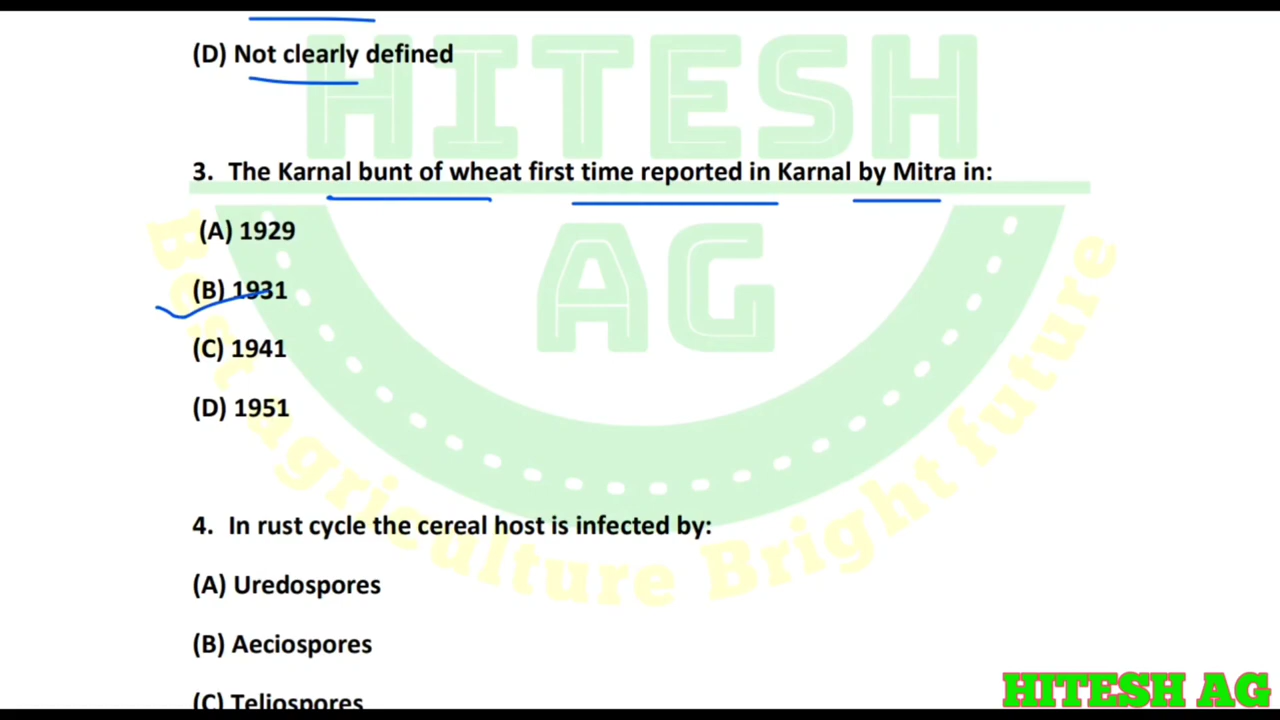 (D) Not clearly defined
HITESH
3. The Karnal bunt of wheat first time reported in Karnal by Mitra in:
AG
(A) 1929
(B) 1931
(C) 1941
(D) 1951
Best agriculture Bright future
4. In rust cycle the cereal host is infected by:
(A) Uredospores
(B) Aeciospores
(C) Teliospores
HITESH AG